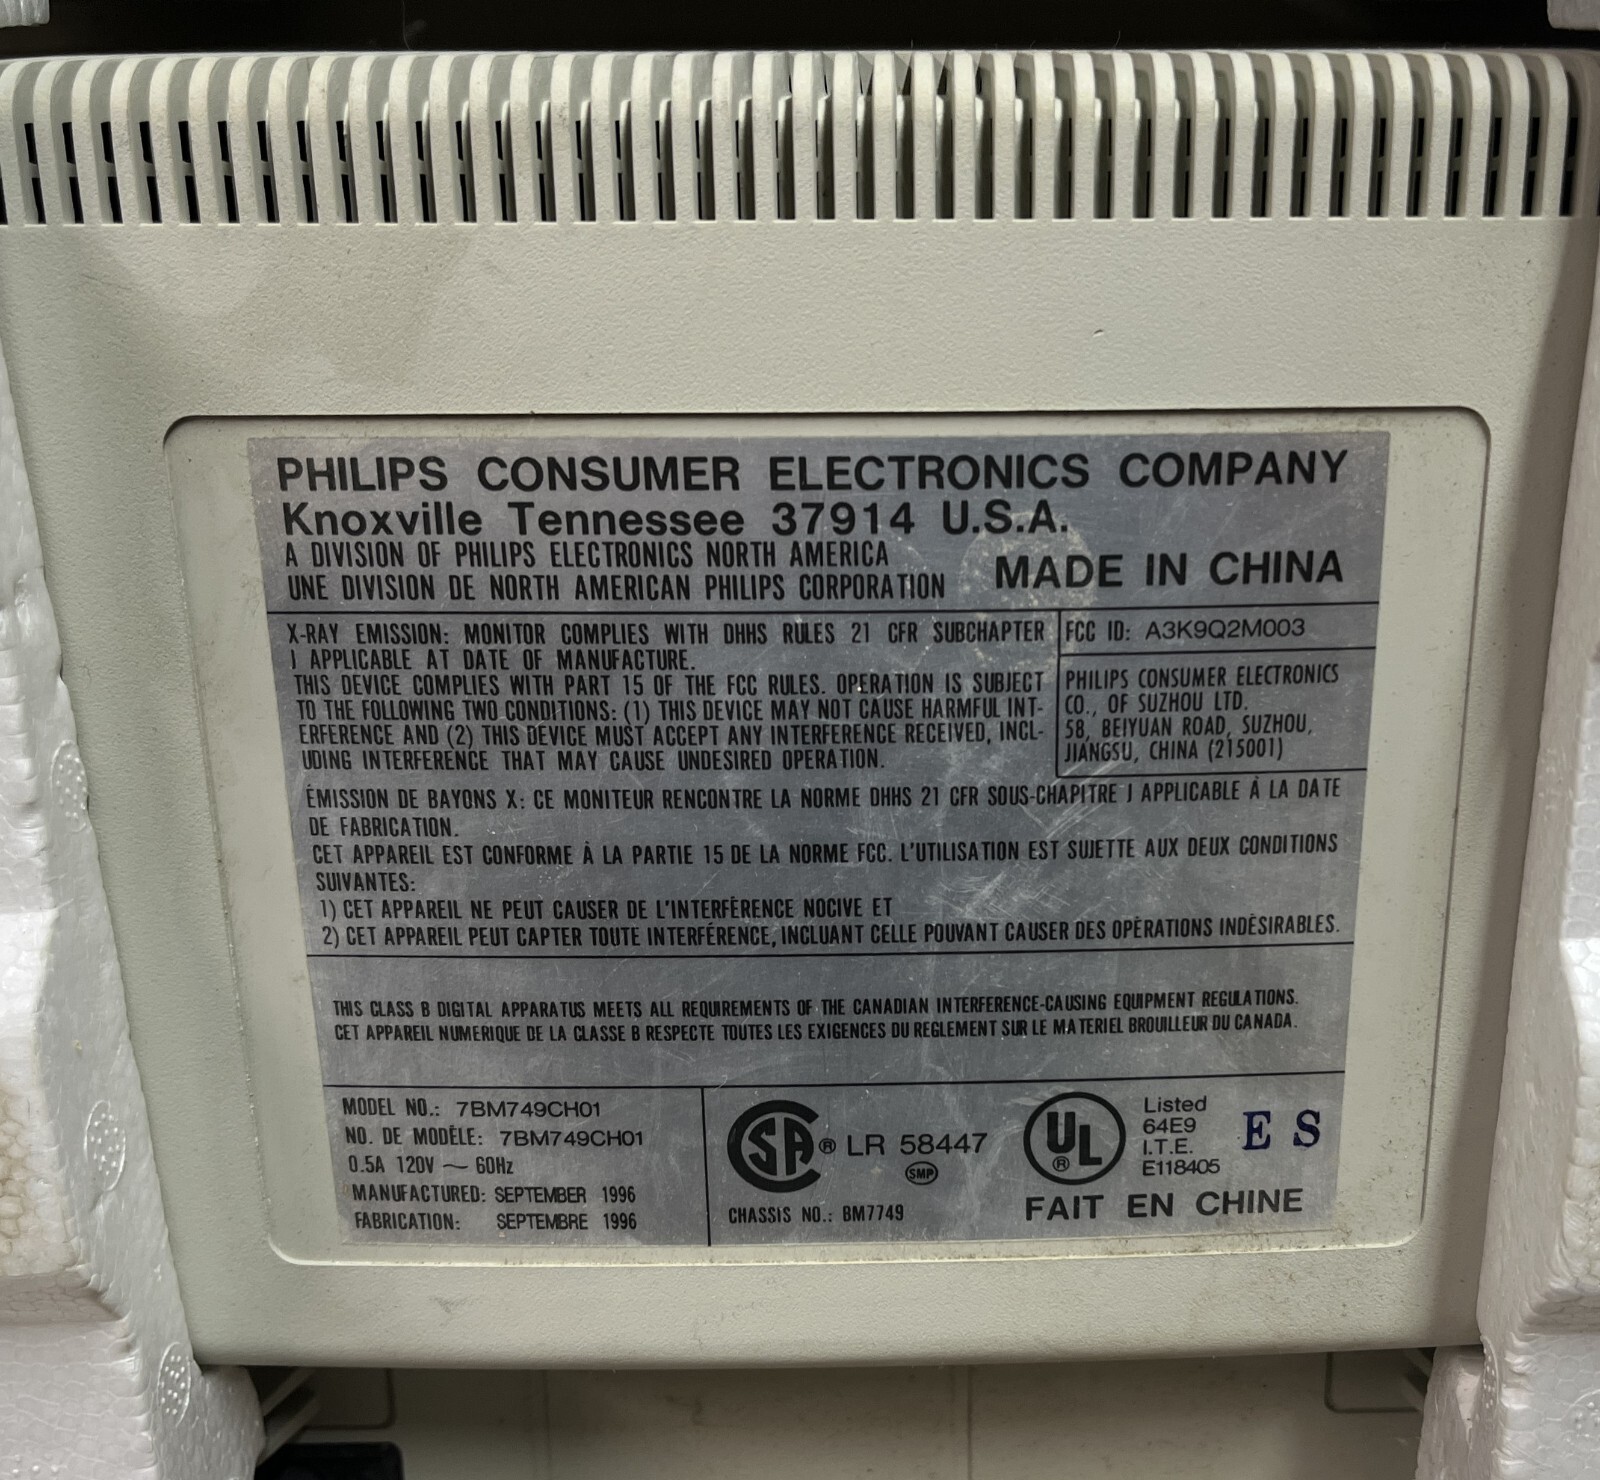 PHILIPS CONSUMER ELECTRONICS COMPANY
Knoxville Tennessee 37914 U.S.A.
A DIVISION OF PHILIPS ELECTRONICS NORTH AMERICA
UNE DIVISION DE NORTH AMERICAN PHILIPS CORPORATION
MADE IN CHINA
X-RAY EMISSION: MONITOR COMPLIES WITH DHHS RULES 21 CFR SUBCHAPTER
J APPLICABLE AT DATE OF MANUFACTURE.
THIS DEVICE COMPLIES WITH PART 15 OF THE FCC RULES. OPERATION IS SUBJECT
TO THE FOLLOWING TWO CONDITIONS: (1) THIS DEVICE MAY NOT CAUSE HARMFUL INT-
ERFERENCE AND (2) THIS DEVICE MUST ACCEPT ANY INTERFERENCE RECEIVED, INCL-
UDING INTERFERENCE THAT MAY CAUSE UNDESIRED OPERATION.
FCC ID: A3K9Q2M003
PHILIPS CONSUMER ELECTRONICS
CO., OF SUZHOU LTD.
58, BEIYUAN ROAD, SUZHOU,
JIANGSU, CHINA (215001)
ÉMISSION DE BAYONS X: CE MONITEUR RENCONTRE LA NORME DHHS 21 CFR SOUS-CHAPITRE J APPLICABLE À LA DATE
DE FABRICATION.
CET APPAREIL EST CONFORME À LA PARTIE 15 DE LA NORME FCC. L'UTILISATION EST SUJETTE AUX DEUX CONDITIONS
SUIVANTES:
1) CET APPAREIL NE PEUT CAUSER DE L'INTERFÉRENCE NOCIVE ET
2) CET APPAREIL PEUT CAPTER TOUTE INTERFÉRENCE, INCLUANT CELLE POUVANT CAUSER DES OPÉRATIONS INDÉSIRABLES.
THIS CLASS B DIGITAL APPARATUS MEETS ALL REQUIREMENTS OF THE CANADIAN INTERFERENCE-CAUSING EQUIPMENT REGULATIONS.
CET APPAREIL NUMERIQUE DE LA CLASSE B RESPECTE TOUTES LES EXIGENCES DU REGLEMENT SUR LE MATERIEL BROUILLEUR DU CANADA.
MODEL NO.: 7BM749CH01
NO. DE MODÈLE: 7BM749CH01
0.5A 120V ~ 60Hz
MANUFACTURED: SEPTEMBER 1996
FABRICATION: SEPTEMBRE 1996
SA ® LR 58447
SMP
CHASSIS NO.: BM7749
UL ®
Listed
64E9
I.T.E.
E118405
E S
FAIT EN CHINE